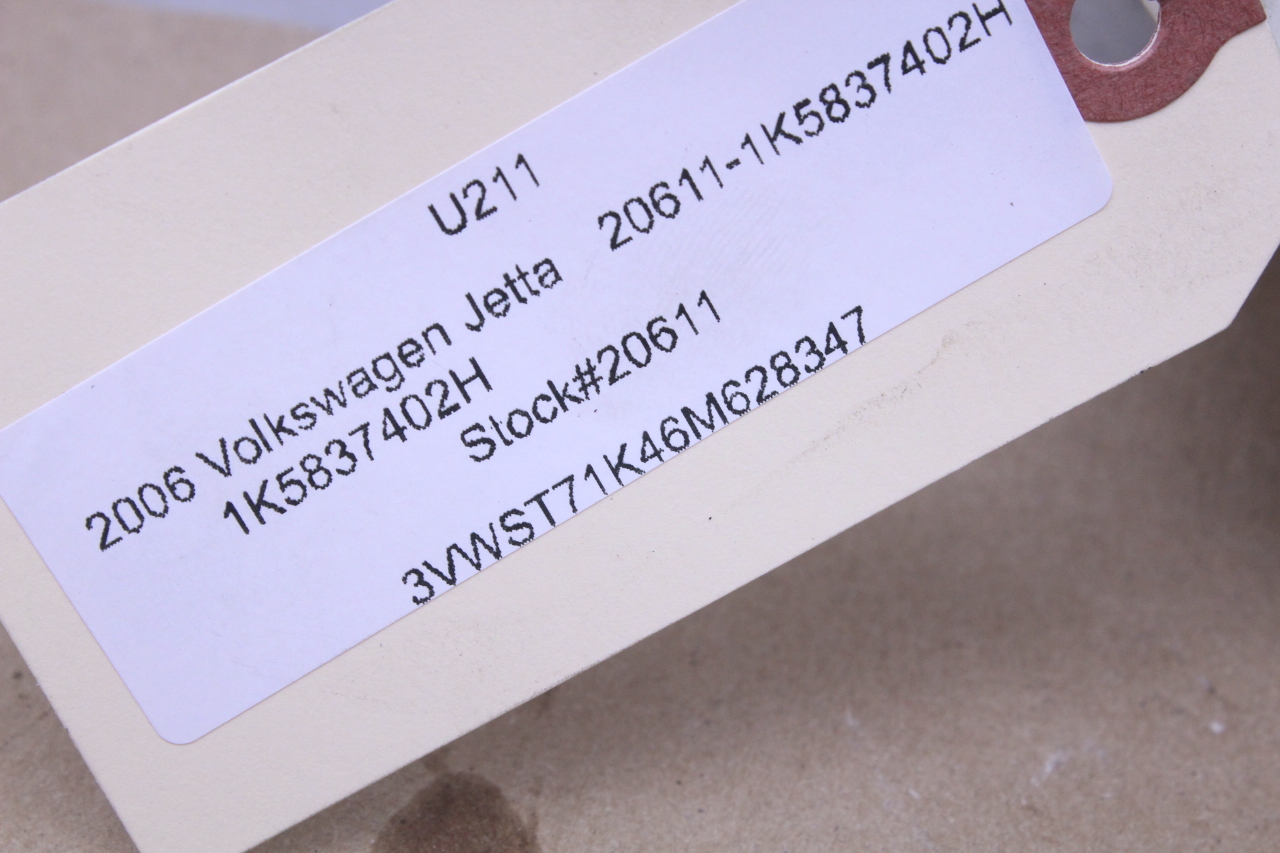 U211
2006 Volkswagen Jetta 20611-1K5837402H
1K5837402H
Stock#20611
3VWST71K46M628347